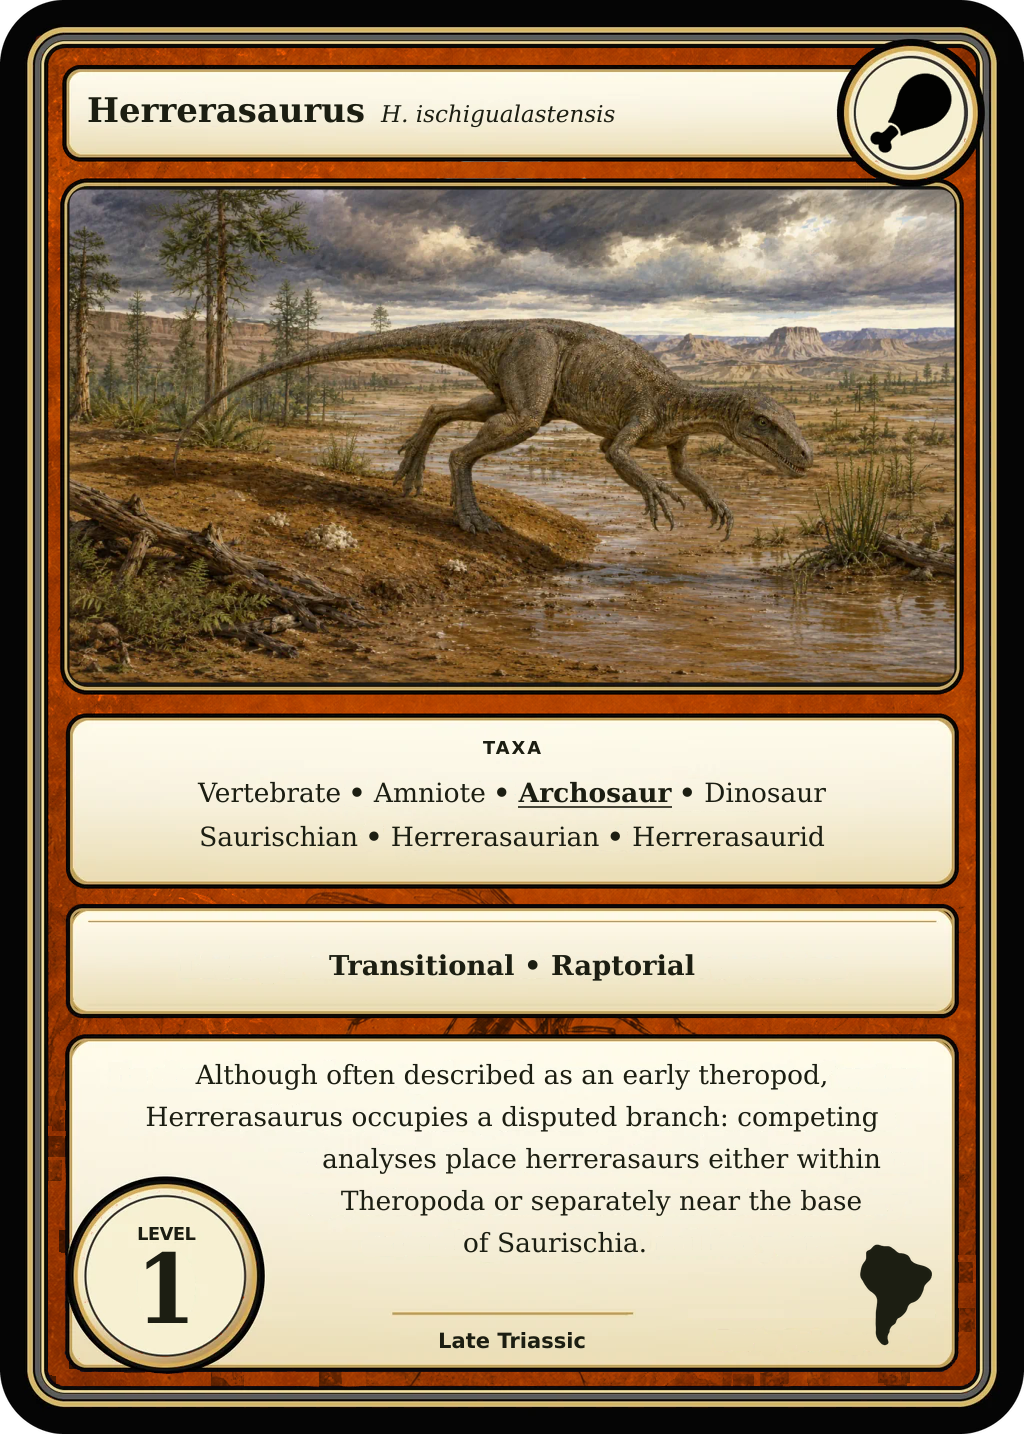 Herrerasaurus H. ischigualastensis
TAXA
Vertebrate • Amniote • Archosaur • Dinosaur
Saurischian • Herrerasaurian • Herrerasaurid
Transitional • Raptorial
Although often described as an early theropod,
Herrerasaurus occupies a disputed branch: competing
analyses place herrerasaurs either within
Theropoda or separately near the base
of Saurischia.
LEVEL
1
Late Triassic